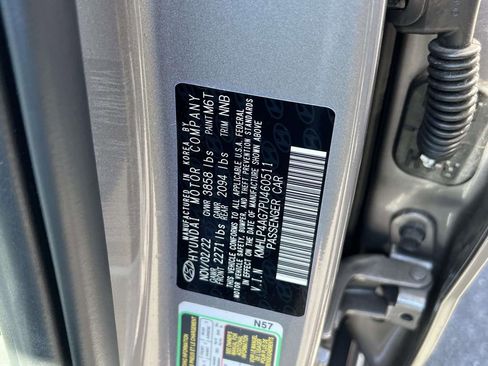 MANUFACTURED IN KOREA BY
HYUNDAI MOTOR COMPANY
NOV/02/22 GVWR 3858 lbs PAINT M6T
GAWR FRONT 2271 lbs GAWR REAR 2094 lbs TRIM NNB
THIS VEHICLE CONFORMS TO ALL APPLICABLE U.S.A. FEDERAL
MOTOR VEHICLE SAFETY, BUMPER, AND THEFT PREVENTION STANDARDS
IN EFFECT ON THE DATE OF MANUFACTURE SHOWN ABOVE
V.I.N KMHLP4AG7PU460511
PASSENGER CAR
N57